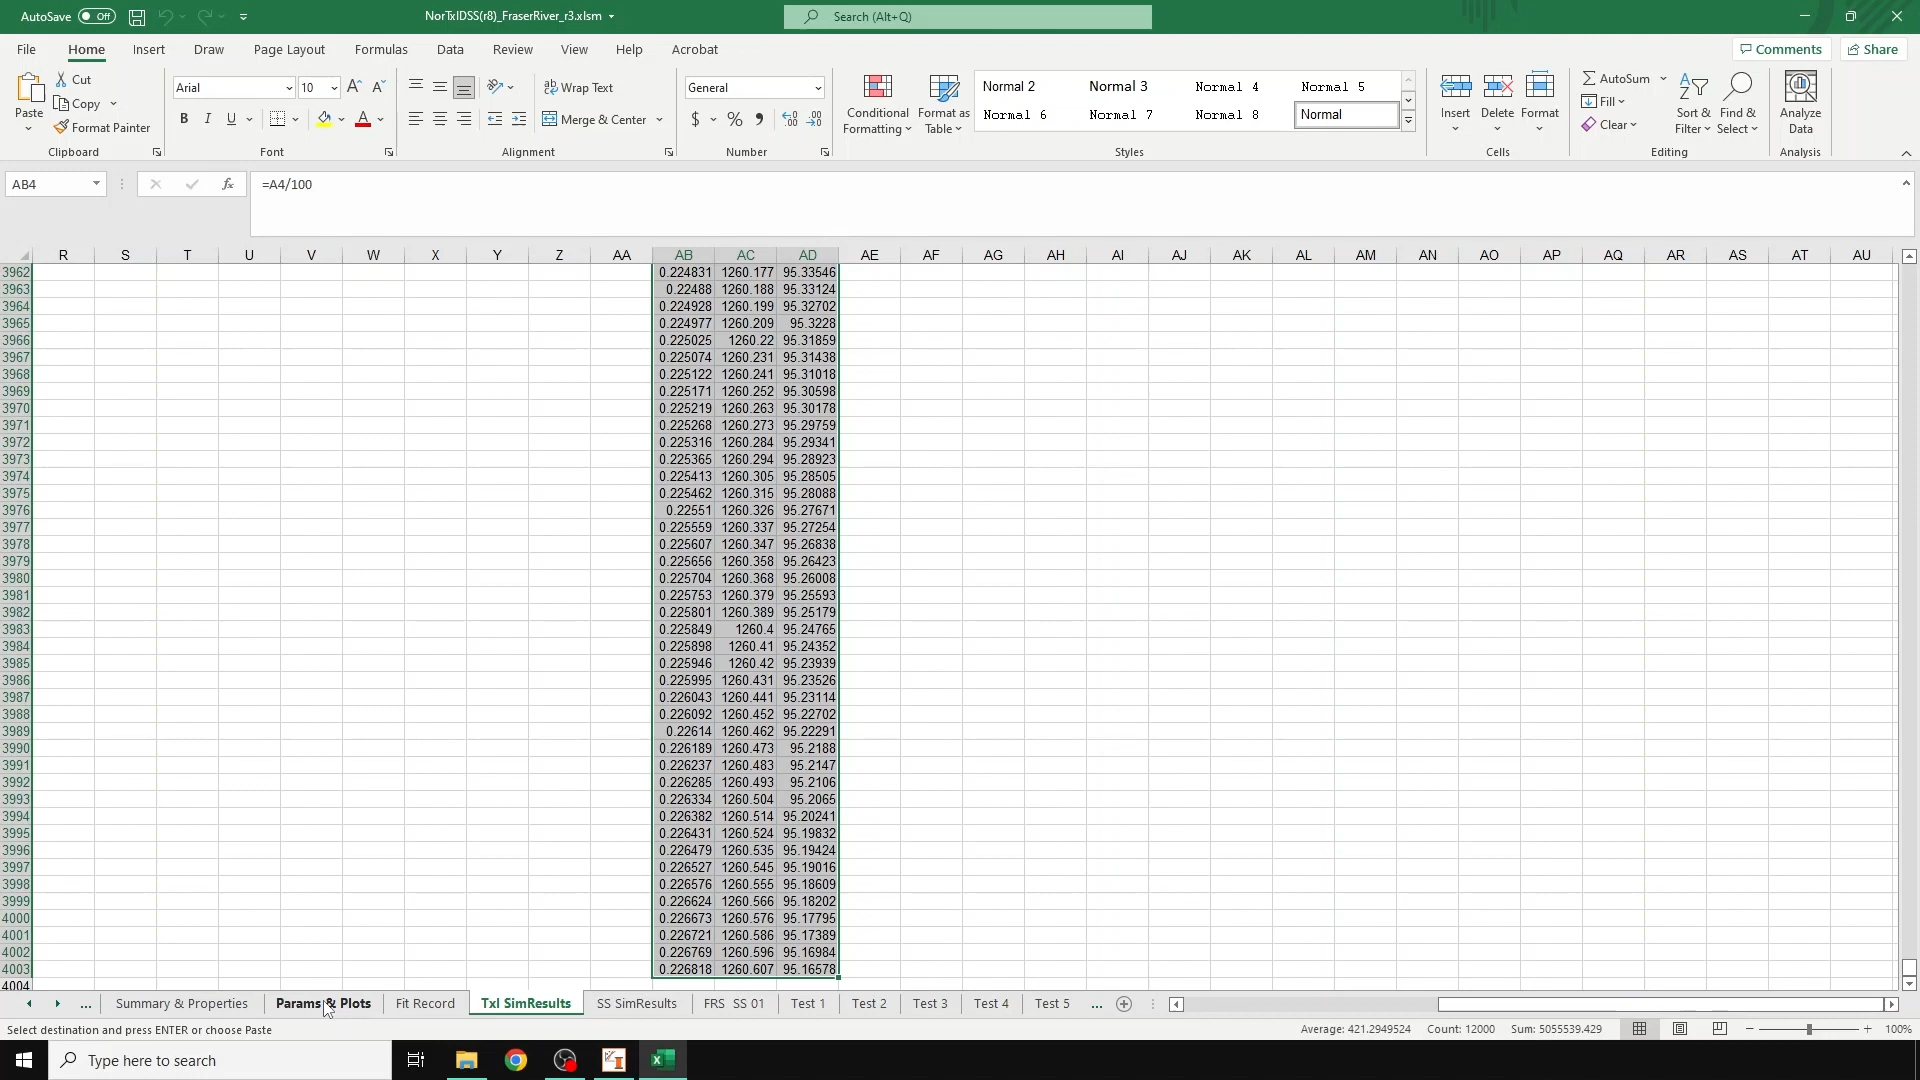 AutoSave Off NorTxlDSS(r8)_FraserRiver_r3.xlsm Search (Alt+Q)
File Home Insert Draw Page Layout Formulas Data Review View Help Acrobat Comments Share
Paste Cut Copy Format Painter
Arial 10
B I U
Wrap Text
Merge & Center
General
$ % 9
Conditional Formatting
Format as Table
Normal 2 Normal 3 Normal 4 Normal 5
Normal 6 Normal 7 Normal 8 Normal
Insert Delete Format
AutoSum Fill Clear
Sort & Filter Find & Select
Analyze Data
Clipboard Font Alignment Number Styles Cells Editing Analysis
AB4 fx =A4/100
R S T U V W X Y Z AA AB AC AD AE AF AG AH AI AJ AK AL AM AN AO AP AQ AR AS AT AU
3962 0.224831 1260.177 95.33546
3963 0.22488 1260.188 95.33124
3964 0.224928 1260.199 95.32702
3965 0.224977 1260.209 95.3228
3966 0.225025 1260.22 95.31859
3967 0.225074 1260.231 95.31438
3968 0.225122 1260.241 95.31018
3969 0.225171 1260.252 95.30598
3970 0.225219 1260.263 95.30178
3971 0.225268 1260.273 95.29759
3972 0.225316 1260.284 95.29341
3973 0.225365 1260.294 95.28923
3974 0.225413 1260.305 95.28505
3975 0.225462 1260.315 95.28088
3976 0.22551 1260.326 95.27671
3977 0.225559 1260.337 95.27254
3978 0.225607 1260.347 95.26838
3979 0.225656 1260.358 95.26423
3980 0.225704 1260.368 95.26008
3981 0.225753 1260.379 95.25593
3982 0.225801 1260.389 95.25179
3983 0.225849 1260.4 95.24765
3984 0.225898 1260.41 95.24352
3985 0.225946 1260.42 95.23939
3986 0.225995 1260.431 95.23526
3987 0.226043 1260.441 95.23114
3988 0.226092 1260.452 95.22702
3989 0.22614 1260.462 95.22291
3990 0.226189 1260.473 95.2188
3991 0.226237 1260.483 95.2147
3992 0.226285 1260.493 95.2106
3993 0.226334 1260.504 95.2065
3994 0.226382 1260.514 95.20241
3995 0.226431 1260.524 95.19832
3996 0.226479 1260.535 95.19424
3997 0.226527 1260.545 95.19016
3998 0.226576 1260.555 95.18609
3999 0.226624 1260.566 95.18202
4000 0.226673 1260.576 95.17795
4001 0.226721 1260.586 95.17389
4002 0.226769 1260.596 95.16984
4003 0.226818 1260.607 95.16578
4004
... Summary & Properties Params & Plots Fit Record Txl SimResults SS SimResults FRS SS 01 Test 1 Test 2 Test 3 Test 4 Test 5 ...
Select destination and press ENTER or choose Paste Average: 421.2949524 Count: 12000 Sum: 5055539.429 100%
Type here to search